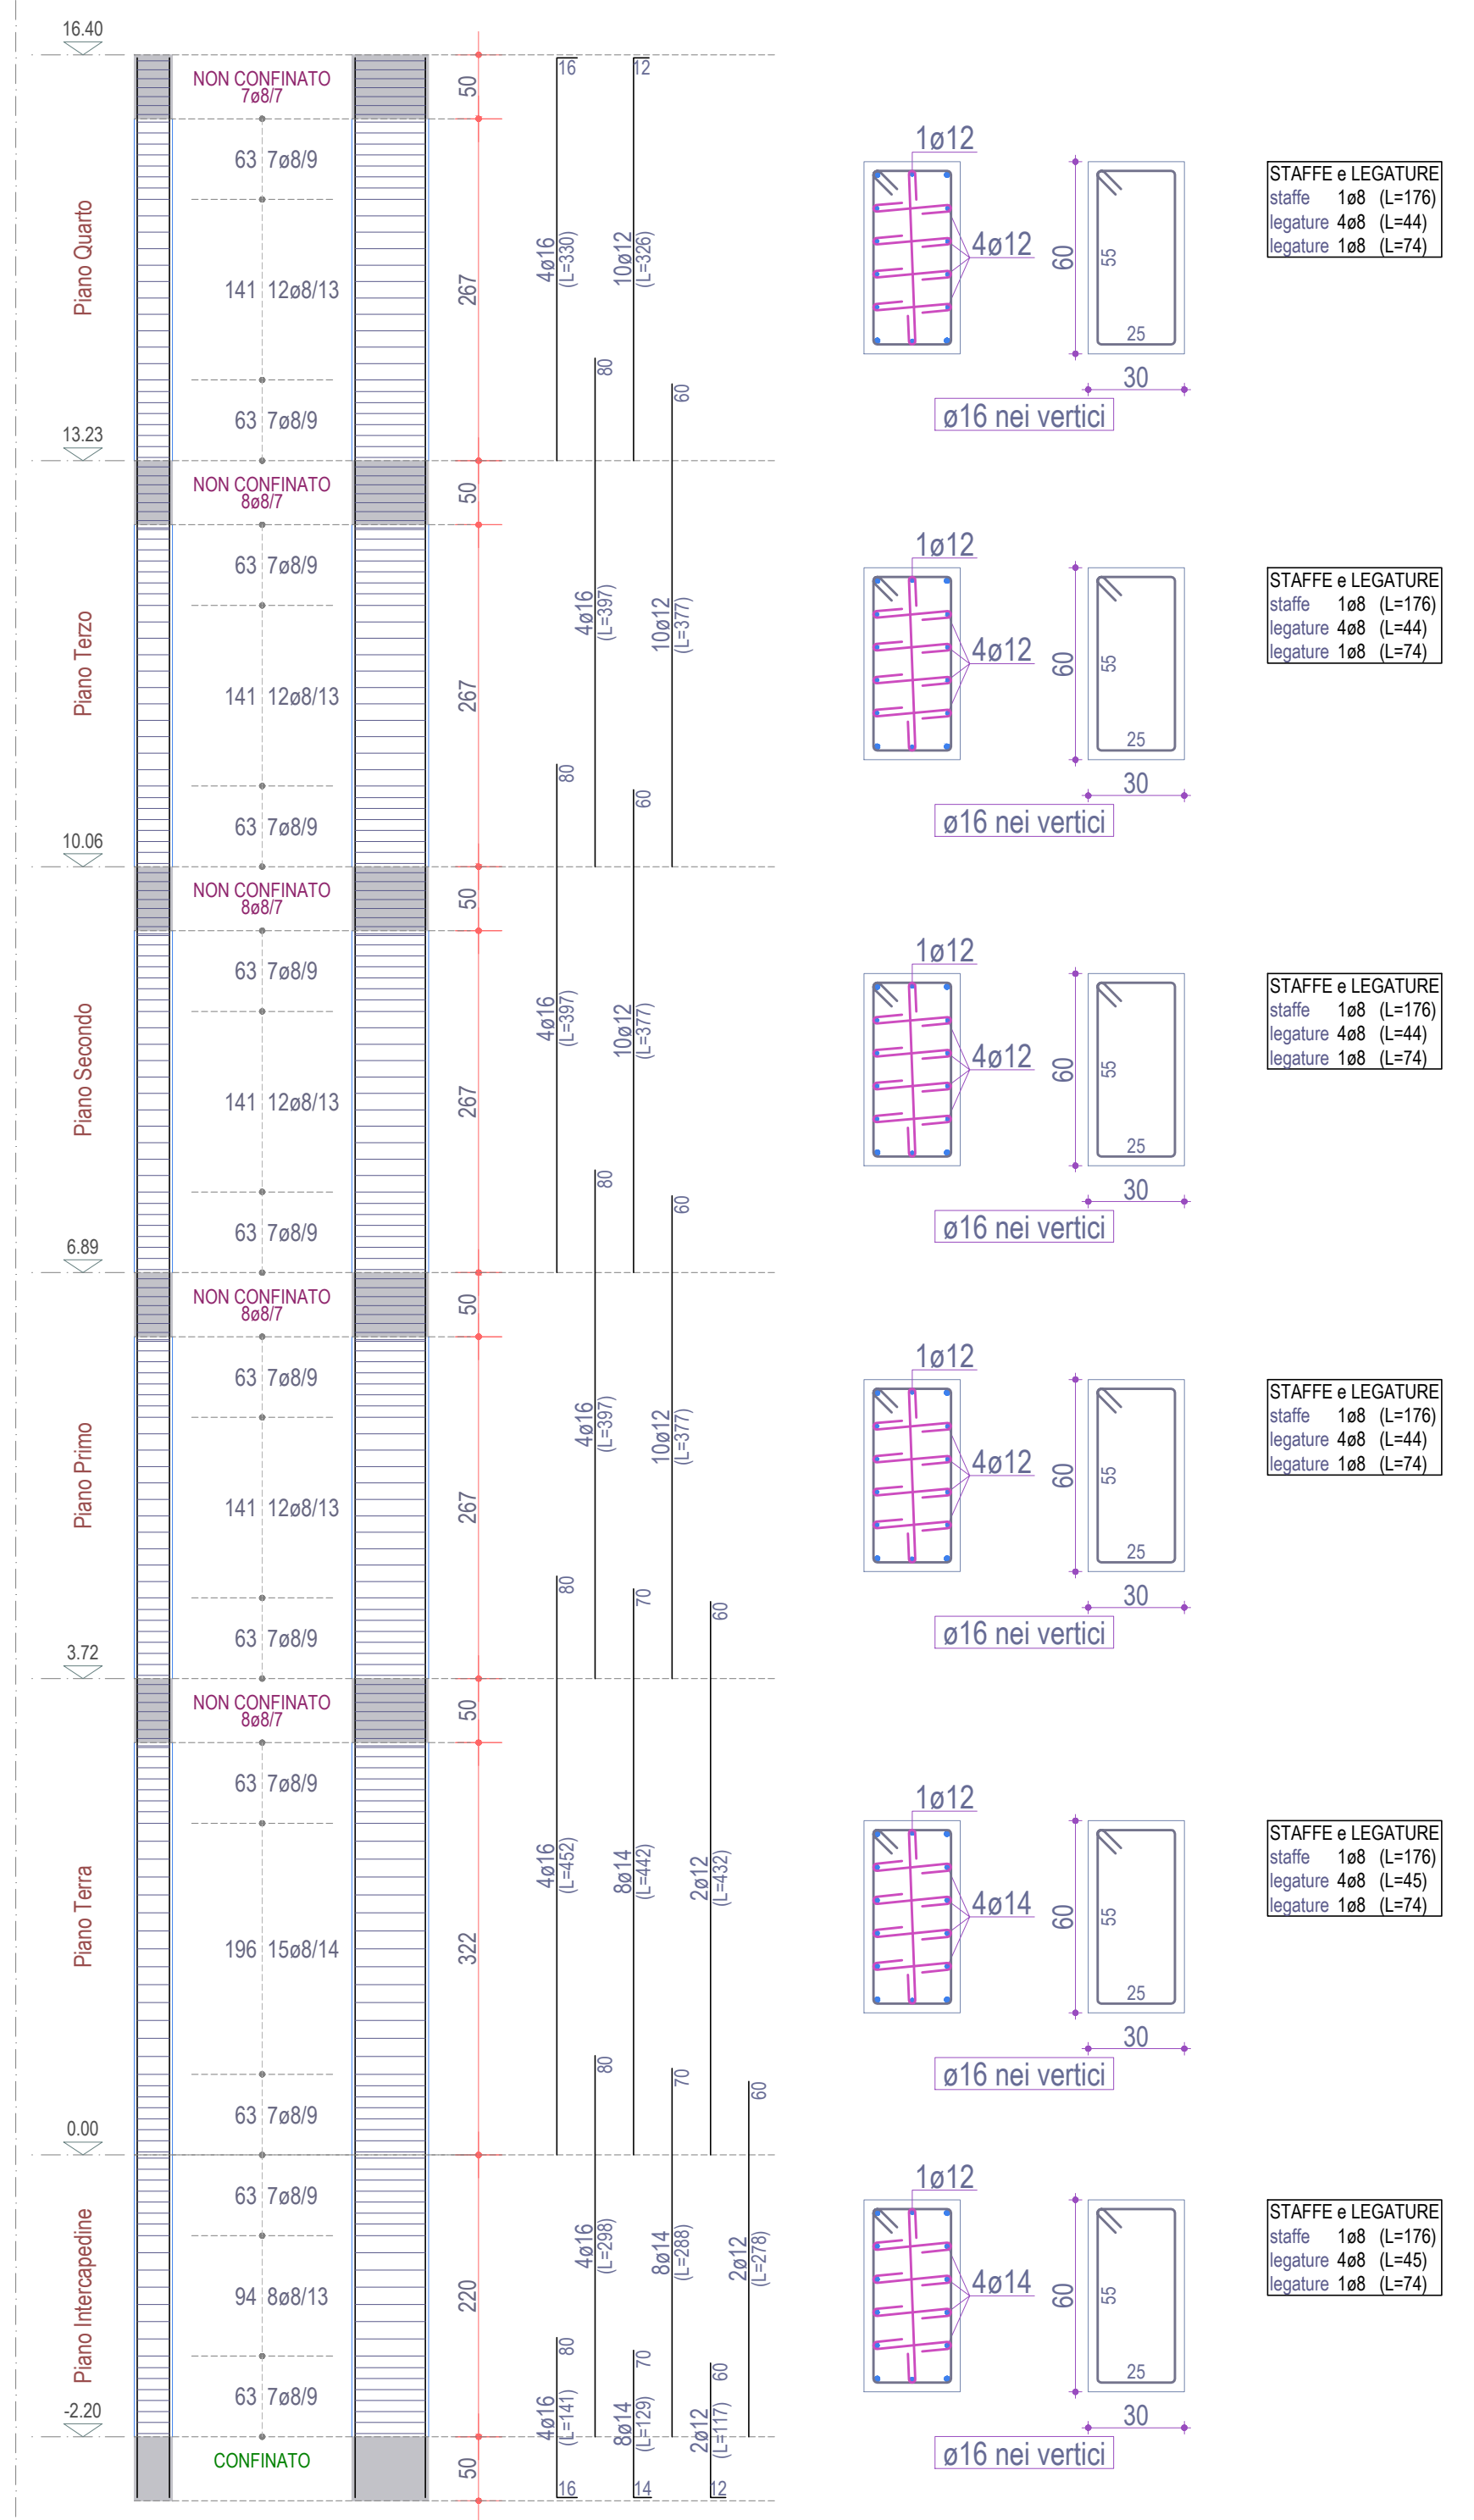 16.40
NON CONFINATO
7ø8/7
50
16
12
63 7ø8/9
Piano Quarto
141 12ø8/13
267
4ø16
(L=330)
10ø12
(L=326)
63 7ø8/9
80
60
1ø12
4ø12
60
55
25
30
ø16 nei vertici
STAFFE e LEGATURE
staffe 1ø8 (L=176)
legature 4ø8 (L=44)
legature 1ø8 (L=74)
13.23
NON CONFINATO
8ø8/7
50
63 7ø8/9
Piano Terzo
141 12ø8/13
267
4ø16
(L=397)
10ø12
(L=377)
63 7ø8/9
80
60
1ø12
4ø12
60
55
25
30
ø16 nei vertici
STAFFE e LEGATURE
staffe 1ø8 (L=176)
legature 4ø8 (L=44)
legature 1ø8 (L=74)
10.06
NON CONFINATO
8ø8/7
50
63 7ø8/9
Piano Secondo
141 12ø8/13
267
4ø16
(L=397)
10ø12
(L=377)
63 7ø8/9
80
60
1ø12
4ø12
60
55
25
30
ø16 nei vertici
STAFFE e LEGATURE
staffe 1ø8 (L=176)
legature 4ø8 (L=44)
legature 1ø8 (L=74)
6.89
NON CONFINATO
8ø8/7
50
63 7ø8/9
Piano Primo
141 12ø8/13
267
4ø16
(L=397)
10ø12
(L=377)
63 7ø8/9
80
70
60
1ø12
4ø12
60
55
25
30
ø16 nei vertici
STAFFE e LEGATURE
staffe 1ø8 (L=176)
legature 4ø8 (L=44)
legature 1ø8 (L=74)
3.72
NON CONFINATO
8ø8/7
50
63 7ø8/9
Piano Terra
196 15ø8/14
322
4ø16
(L=452)
8ø14
(L=442)
2ø12
(L=432)
63 7ø8/9
80
70
60
1ø12
4ø14
60
55
25
30
ø16 nei vertici
STAFFE e LEGATURE
staffe 1ø8 (L=176)
legature 4ø8 (L=45)
legature 1ø8 (L=74)
0.00
63 7ø8/9
Piano Intercapedine
94 8ø8/13
220
4ø16
(L=298)
8ø14
(L=288)
2ø12
(L=278)
63 7ø8/9
80
70
60
1ø12
4ø14
60
55
25
30
ø16 nei vertici
STAFFE e LEGATURE
staffe 1ø8 (L=176)
legature 4ø8 (L=45)
legature 1ø8 (L=74)
-2.20
CONFINATO
50
4ø16
(L=141)
8ø14
(L=129)
2ø12
(L=117)
16
14
12